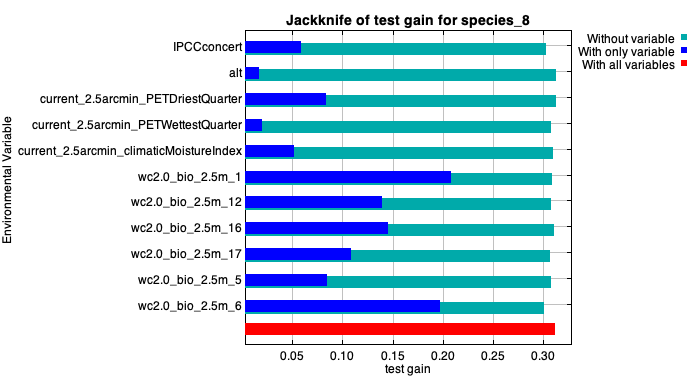 Jackknife of test gain for species_8
Without variable
With only variable
With all variables
Environmental Variable
IPCCconcert
alt
current_2.5arcmin_PETDriestQuarter
current_2.5arcmin_PETWettestQuarter
current_2.5arcmin_climaticMoistureIndex
wc2.0_bio_2.5m_1
wc2.0_bio_2.5m_12
wc2.0_bio_2.5m_16
wc2.0_bio_2.5m_17
wc2.0_bio_2.5m_5
wc2.0_bio_2.5m_6
0.05 0.10 0.15 0.20 0.25 0.30
test gain